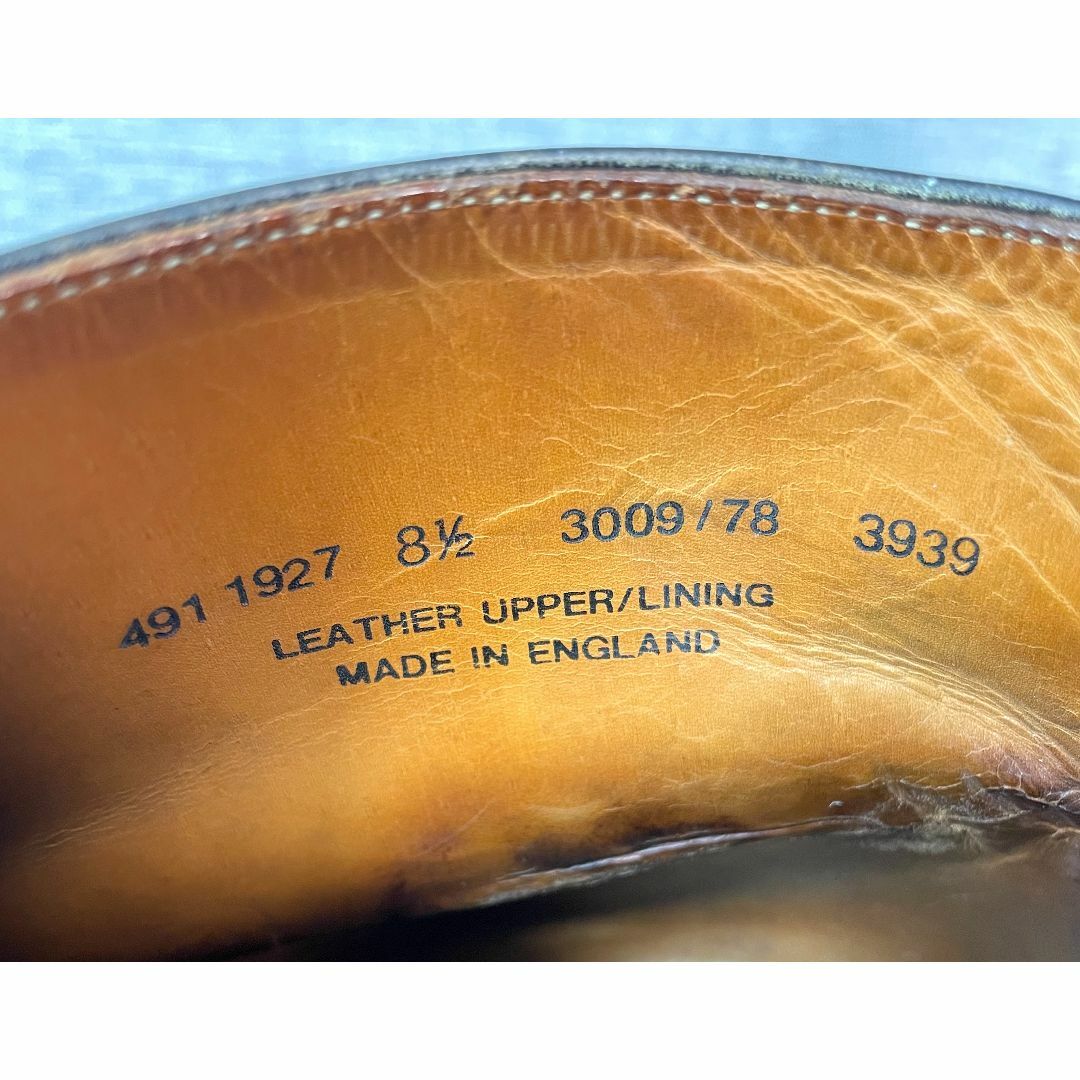 491 1927 8½ 3009/78 3939
LEATHER UPPER/LINING
MADE IN ENGLAND